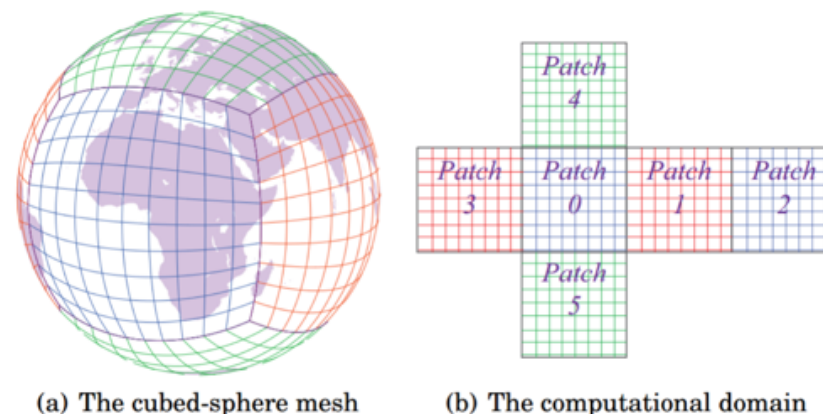 Patch
4
Patch
3
Patch
0
Patch
1
Patch
2
Patch
5
(a) The cubed-sphere mesh
(b) The computational domain